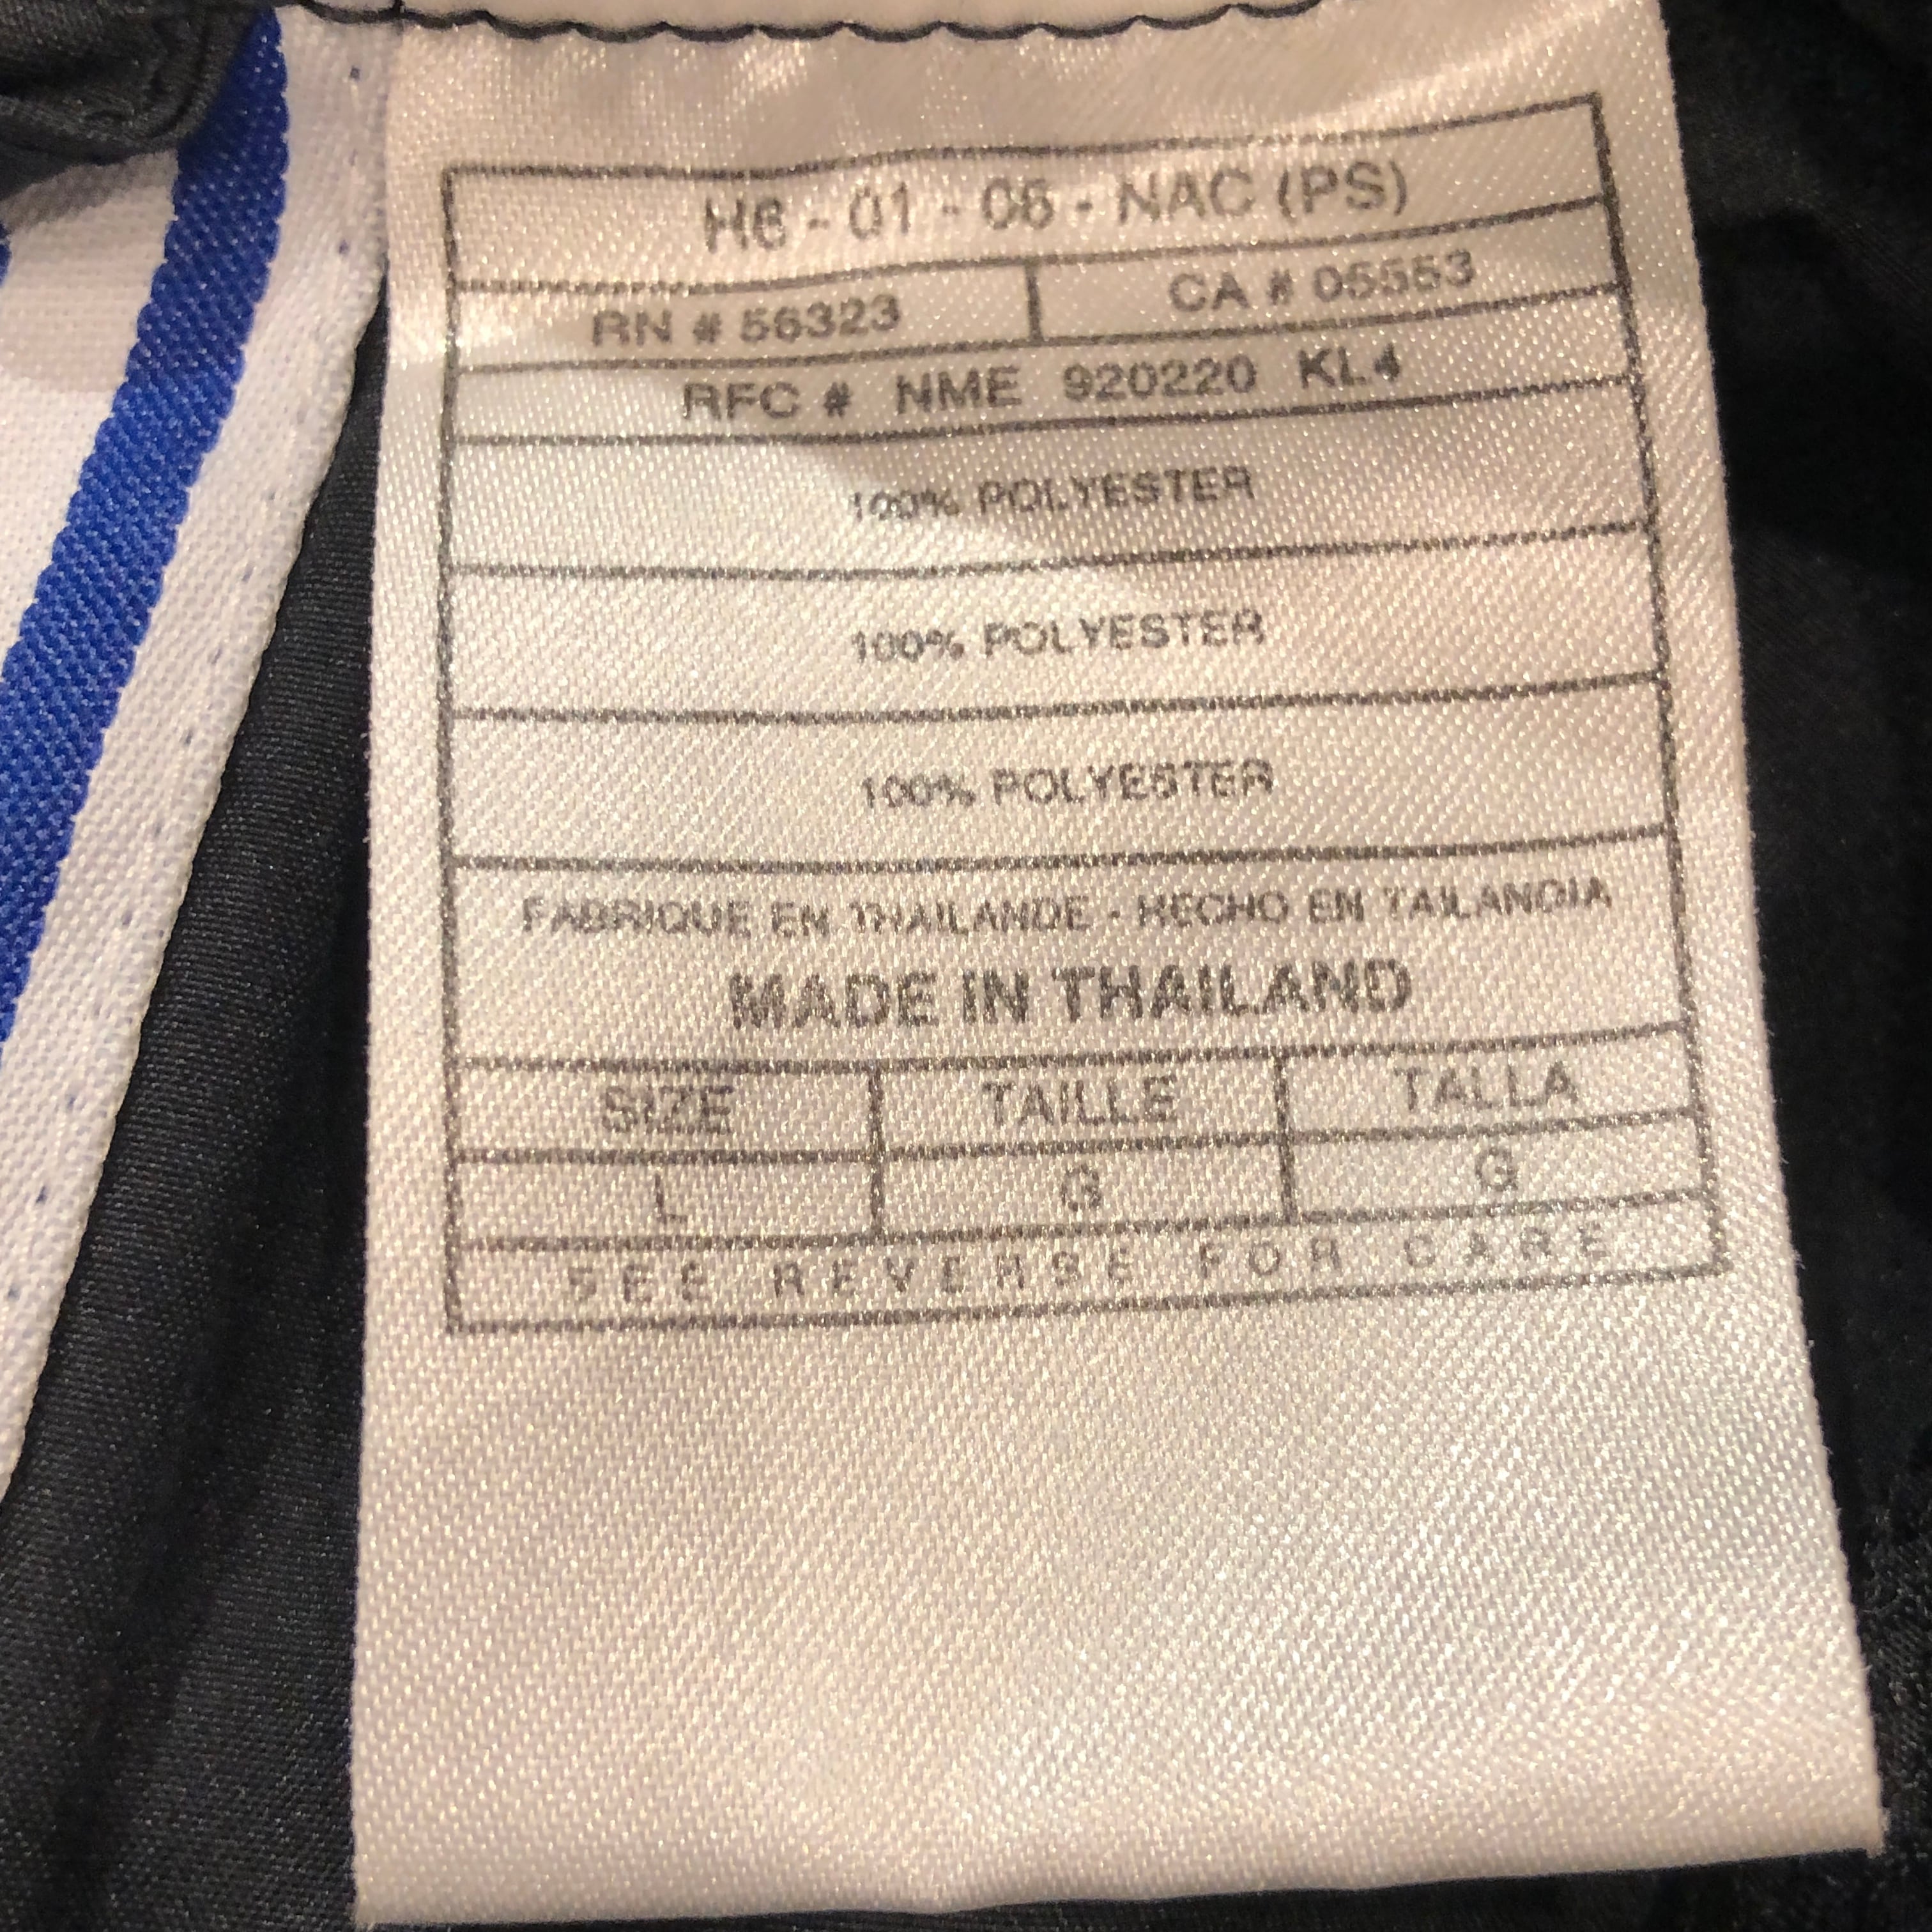 H6 - 01 - 06 - NAC (PS)
RN # 56323 CA # 05553
RFC # NME 920220 KL4
100% POLYESTER
100% POLYESTER
100% POLYESTER
FABRIQUE EN THAILANDE - HECHO EN TAILANDIA
MADE IN THAILAND
SIZE TAILLE TALLA
L G G
SEE REVERSE FOR CARE